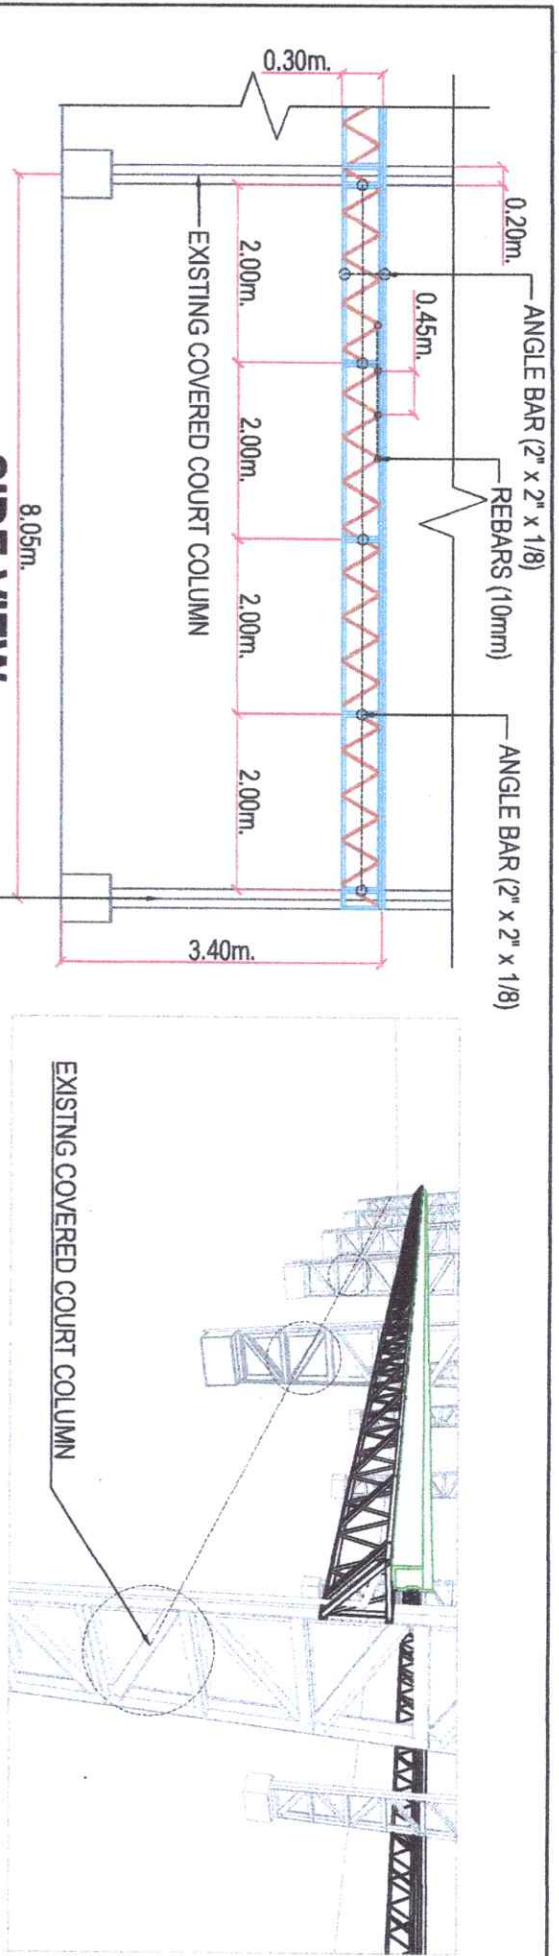 0.30m.
0.20m.
ANGLE BAR (2" x 2" x 1/8)
REBARS (10mm)
0.45m.
ANGLE BAR (2" x 2" x 1/8)
2.00m.
2.00m.
2.00m.
2.00m.
EXISTING COVERED COURT COLUMN
3.40m.
8.05m.
SIDE VIEW
EXISTNG COVERED COURT COLUMN